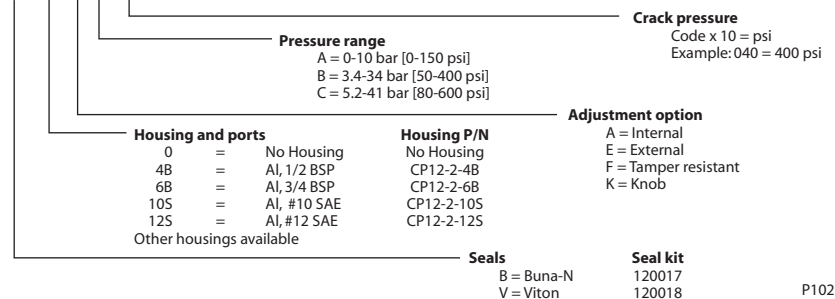 Crack pressure
Code x 10 = psi
Example: 040 = 400 psi
Pressure range
A = 0-10 bar [0-150 psi]
B = 3.4-34 bar [50-400 psi]
C = 5.2-41 bar [80-600 psi]
Adjustment option
A = Internal
E = External
F = Tamper resistant
K = Knob
Housing and ports Housing P/N
0 = No Housing No Housing
4B = Al, 1/2 BSP CP12-2-4B
6B = Al, 3/4 BSP CP12-2-6B
10S = Al, #10 SAE CP12-2-10S
12S = Al, #12 SAE CP12-2-12S
Other housings available
Seals Seal kit
B = Buna-N 120017
V = Viton 120018
P102